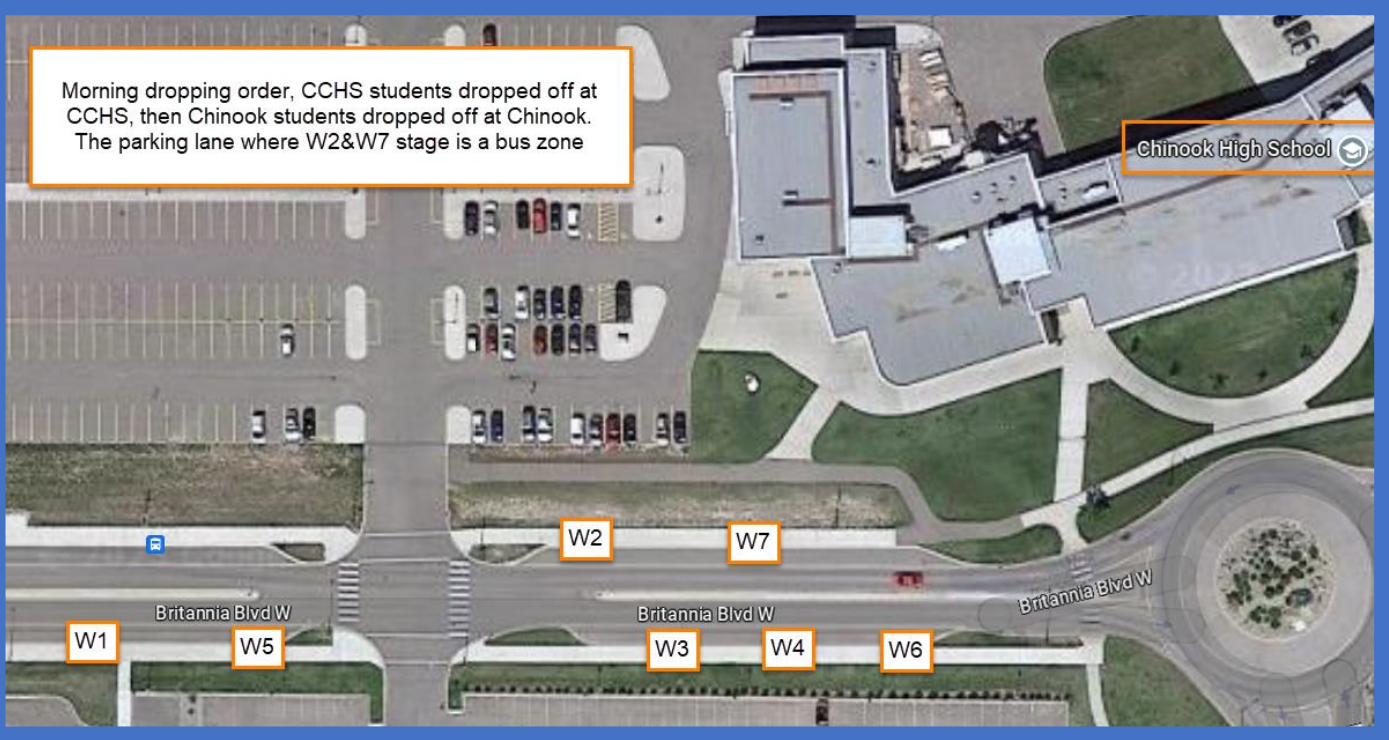 Morning dropping order, CCHS students dropped off at
CCHS, then Chinook students dropped off at Chinook.
The parking lane where W2&W7 stage is a bus zone
Chinook High School
W2
W7
Britannia Blvd W
Britannia Blvd W
Britannia Blvd W
W1
W5
W3
W4
W6